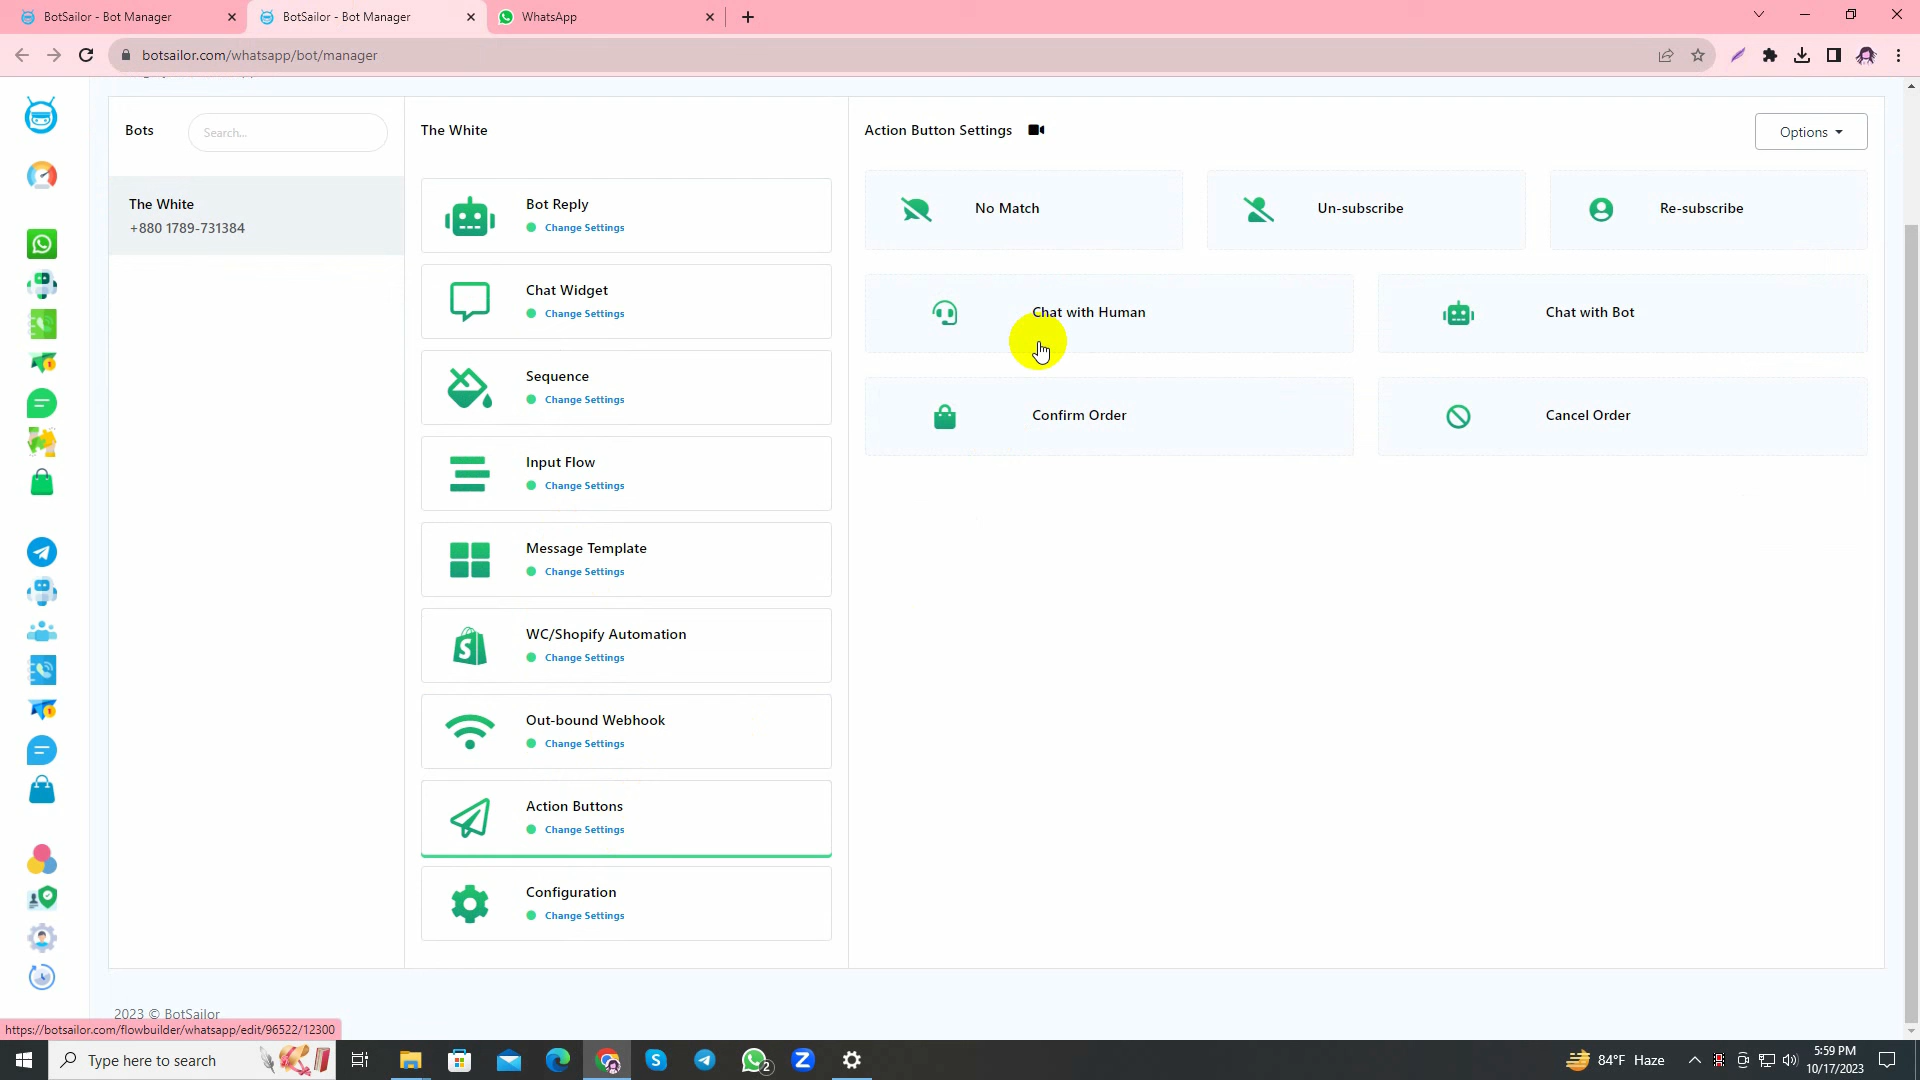 BotSailor - Bot Manager
BotSailor - Bot Manager
WhatsApp
botsailor.com/whatsapp/bot/manager
Bots
Search...
The White
+880 1789-731384
The White
Bot Reply
Change Settings
Chat Widget
Change Settings
Sequence
Change Settings
Input Flow
Change Settings
Message Template
Change Settings
WC/Shopify Automation
Change Settings
Out-bound Webhook
Change Settings
Action Buttons
Change Settings
Configuration
Change Settings
Action Button Settings
Options
No Match
Un-subscribe
Re-subscribe
Chat with Human
Chat with Bot
Confirm Order
Cancel Order
2023 © BotSailor
https://botsailor.com/flowbuilder/whatsapp/edit/96522/12300
Type here to search
2
84°F Haze
5:59 PM
10/17/2023